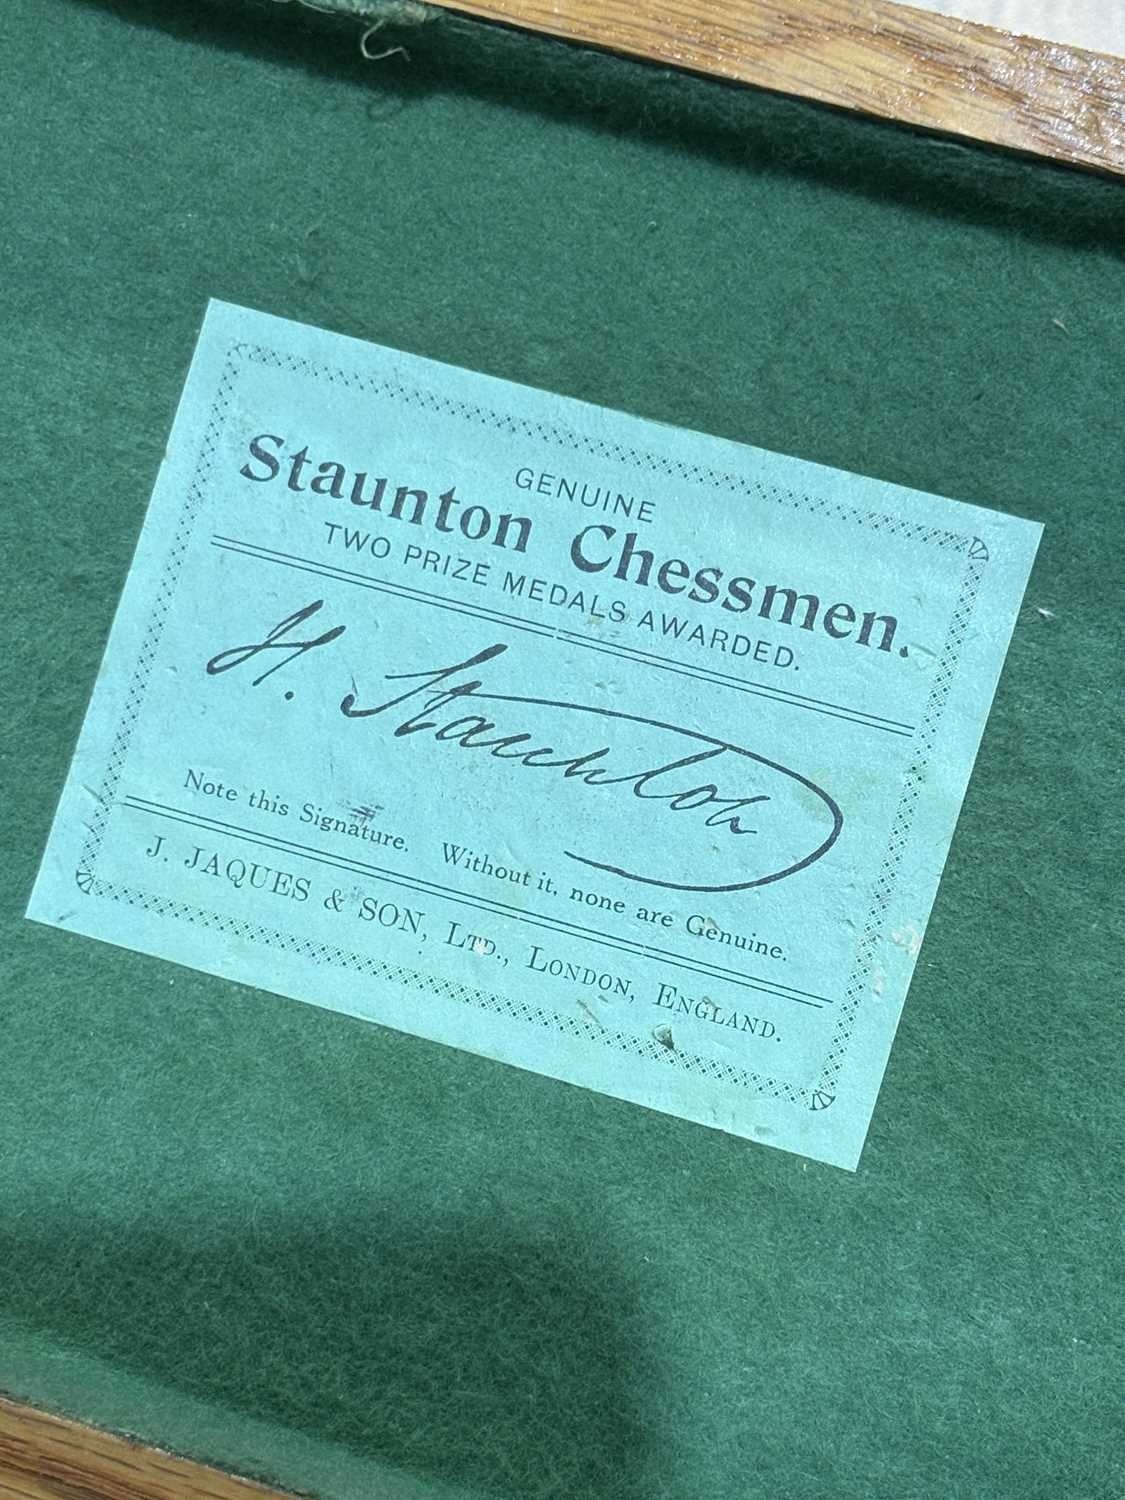 GENUINE
Staunton Chessmen.
TWO PRIZE MEDALS AWARDED.
H. Staunton
Note this Signature. Without it, none are Genuine.
J. JAQUES & SON, LTD., LONDON, ENGLAND.